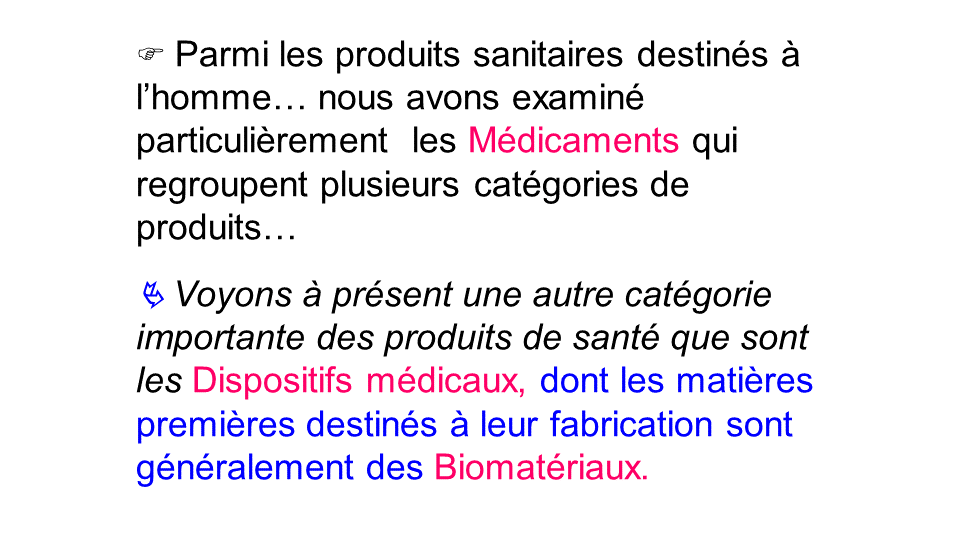 ☞ Parmi les produits sanitaires destinés à
l’homme… nous avons examiné
particulièrement les Médicaments qui
regroupent plusieurs catégories de
produits…
Voyons à présent une autre catégorie
importante des produits de santé que sont
les Dispositifs médicaux, dont les matières
premières destinés à leur fabrication sont
généralement des Biomatériaux.